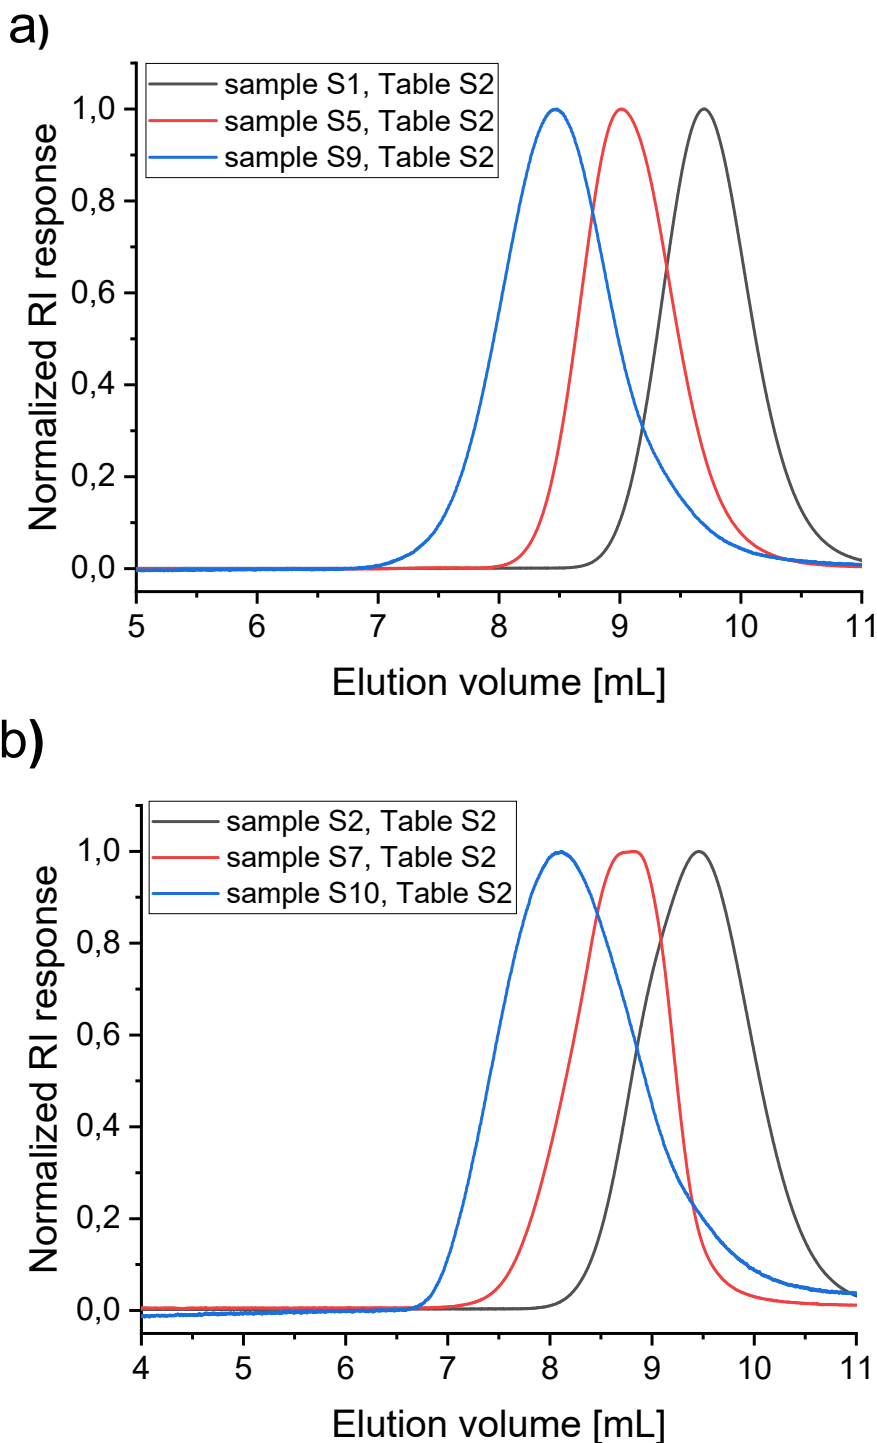 a)
sample S1, Table S2
sample S5, Table S2
sample S9, Table S2
Normalized RI response
1,0
0,8
0,6
0,4
0,2
0,0
5 6 7 8 9 10 11
Elution volume [mL]
b)
sample S2, Table S2
sample S7, Table S2
sample S10, Table S2
Normalized RI response
1,0
0,8
0,6
0,4
0,2
0,0
4 5 6 7 8 9 10 11
Elution volume [mL]